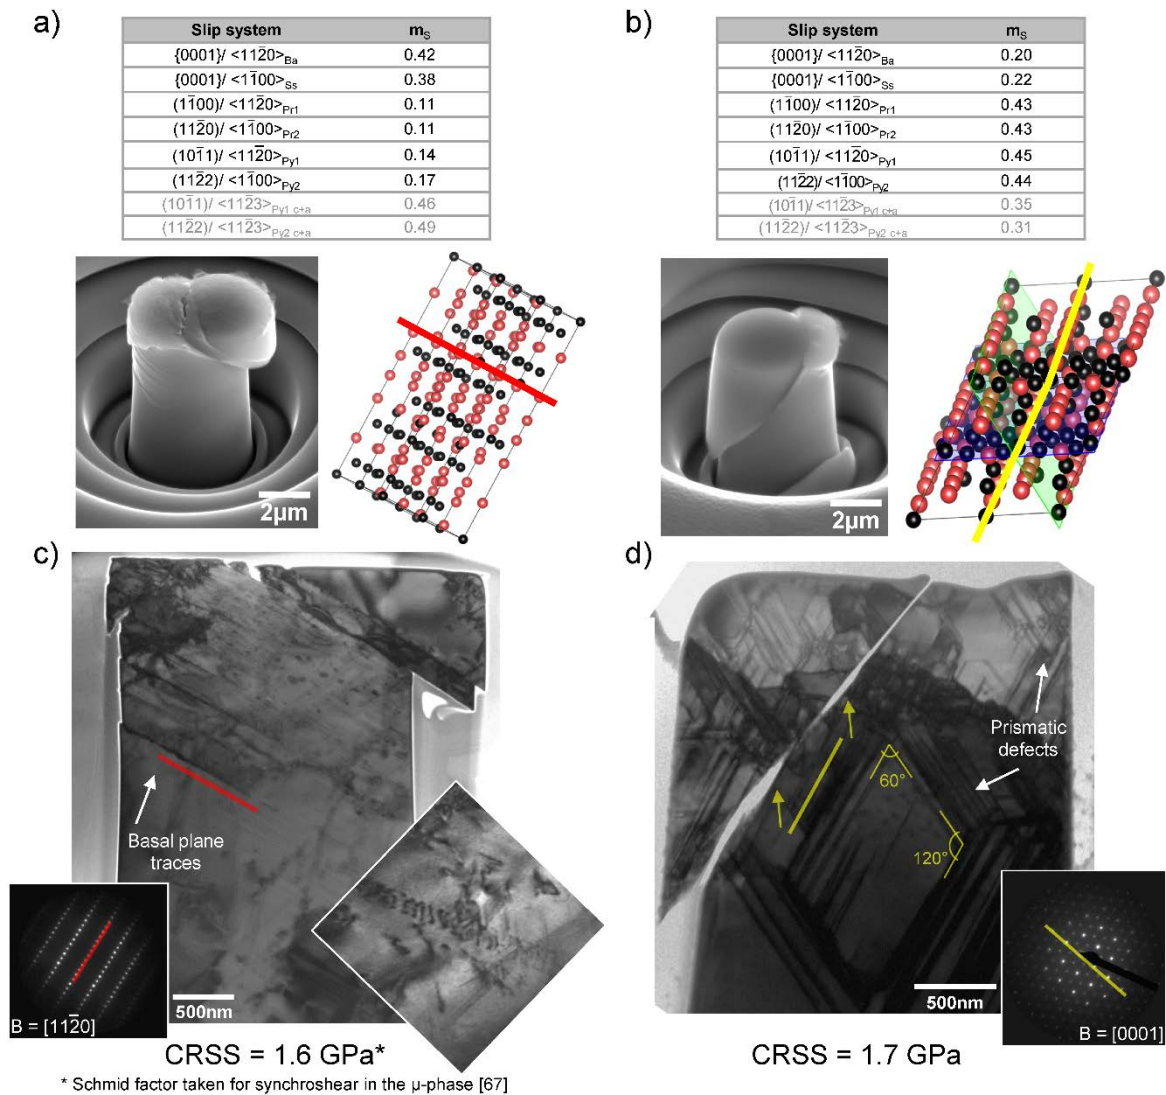 a)
Slip system mS
{0001}/ <112̄0>Ba 0.42
{0001}/ <11̄00>Ss 0.38
(11̄00)/ <112̄0>Pr1 0.11
(112̄0)/ <11̄00>Pr2 0.11
(101̄1)/ <112̄0>Py1 0.14
(112̄2)/ <11̄00>Py2 0.17
(101̄1)/ <112̄3>Py1 c+a 0.46
(112̄2)/ <112̄3>Py2 c+a 0.49
2µm
b)
Slip system mS
{0001}/ <112̄0>Ba 0.20
{0001}/ <11̄00>Ss 0.22
(11̄00)/ <112̄0>Pr1 0.43
(112̄0)/ <11̄00>Pr2 0.43
(101̄1)/ <112̄0>Py1 0.45
(112̄2)/ <11̄00>Py2 0.44
(101̄1)/ <112̄3>Py1 c+a 0.35
(112̄2)/ <112̄3>Py2 c+a 0.31
2µm
c)
Basal plane
traces
B = [112̄0]
500nm
CRSS = 1.6 GPa*
* Schmid factor taken for synchroshear in the µ-phase [67]
d)
Prismatic
defects
60°
120°
500nm
B = [0001]
CRSS = 1.7 GPa